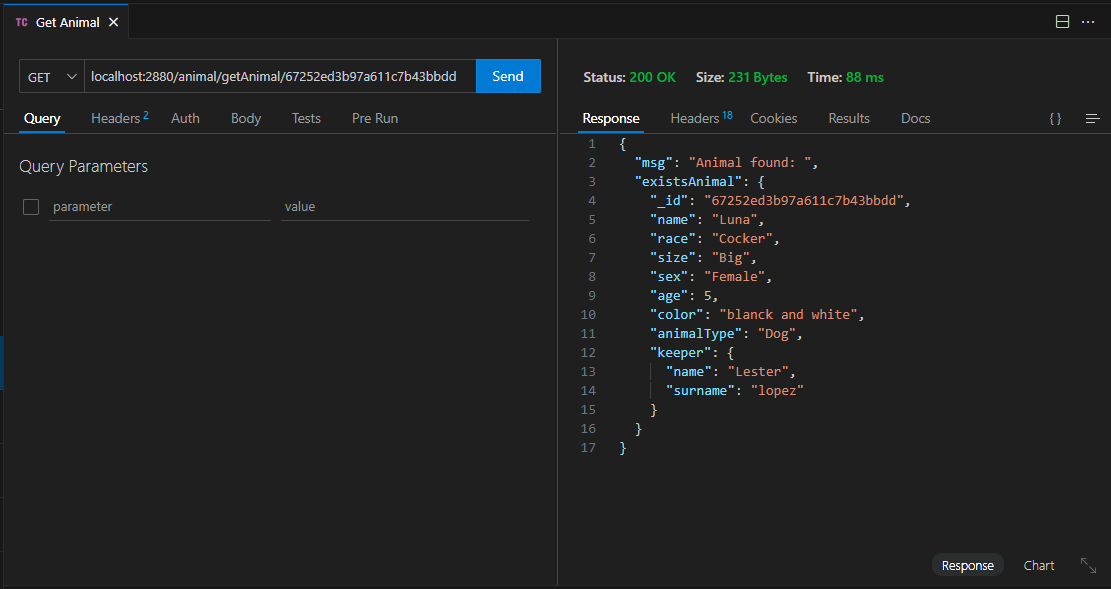 TC Get Animal
GET localhost:2880/animal/getAnimal/67252ed3b97a611c7b43bbdd Send
Query Headers 2 Auth Body Tests Pre Run
Query Parameters
parameter value
Status: 200 OK Size: 231 Bytes Time: 88 ms
Response Headers 18 Cookies Results Docs { }
1 {
2 "msg": "Animal found: ",
3 "existsAnimal": {
4 "_id": "67252ed3b97a611c7b43bbdd",
5 "name": "Luna",
6 "race": "Cocker",
7 "size": "Big",
8 "sex": "Female",
9 "age": 5,
10 "color": "blanck and white",
11 "animalType": "Dog",
12 "keeper": {
13 "name": "Lester",
14 "surname": "lopez"
15 }
16 }
17 }
Response Chart